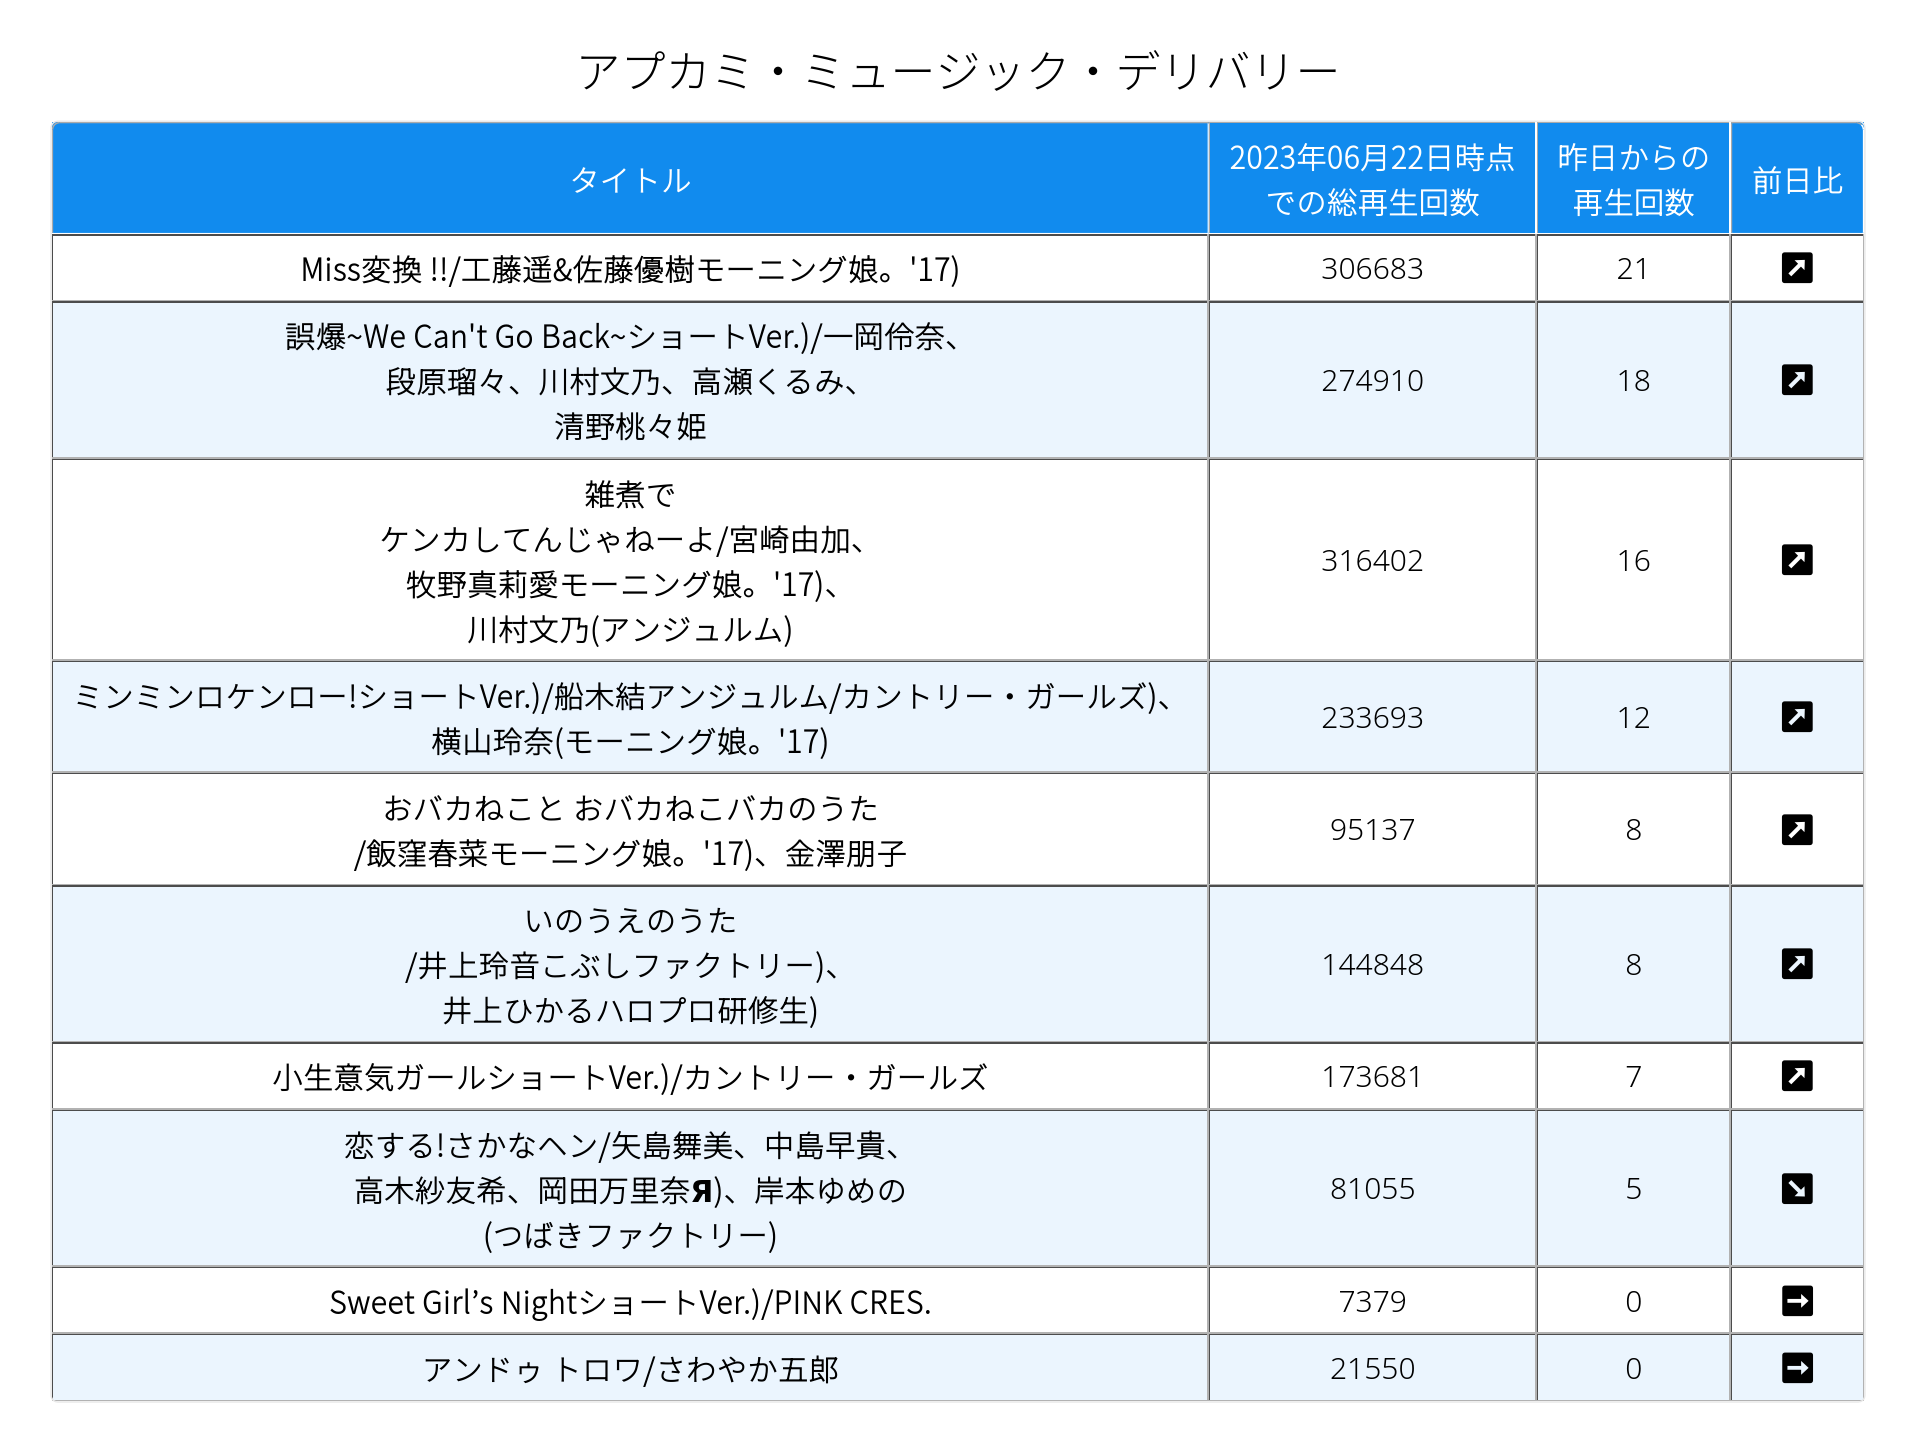 アプカミ・ミュージック・デリバリー
タイトル
2023年06月22日時点
での総再生回数
昨日からの
再生回数
前日比
Miss変換 !!/工藤遥&佐藤優樹モーニング娘。'17)
306683
21
誤爆~We Can't Go Back~ショートVer.)/一岡伶奈、
段原瑠々、川村文乃、高瀬くるみ、
清野桃々姫
274910
18
雑煮で
ケンカしてんじゃねーよ/宮崎由加、
牧野真莉愛モーニング娘。'17)、
川村文乃(アンジュルム)
316402
16
ミンミンロケンロー!ショートVer.)/船木結アンジュルム/カントリー・ガールズ)、
横山玲奈(モーニング娘。'17)
233693
12
おバカねこと おバカねこバカのうた
/飯窪春菜モーニング娘。'17)、金澤朋子
95137
8
いのうえのうた
/井上玲音こぶしファクトリー)、
井上ひかるハロプロ研修生)
144848
8
小生意気ガールショートVer.)/カントリー・ガールズ
173681
7
恋する!さかなヘン/矢島舞美、中島早貴、
高木紗友希、岡田万里奈Я)、岸本ゆめの
(つばきファクトリー)
81055
5
Sweet Girl’s NightショートVer.)/PINK CRES.
7379
0
アンドゥ トロワ/さわやか五郎
21550
0